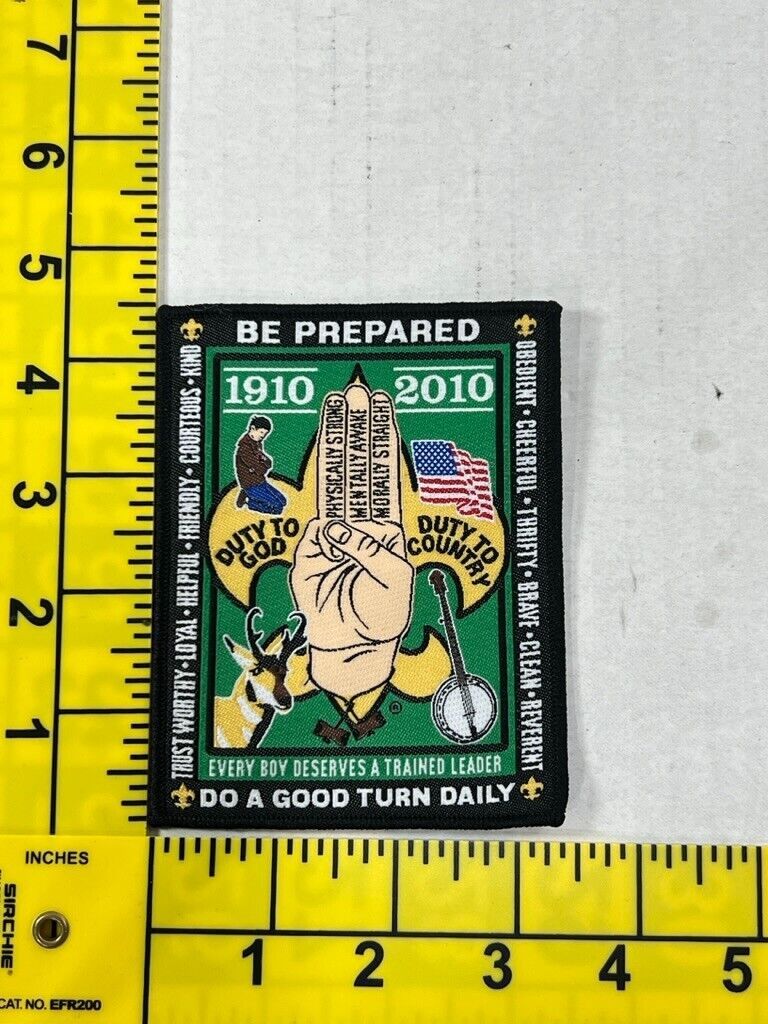 BE PREPARED
1910 2010
PHYSICALLY STRONG
MENTALLY AWAKE
MORALLY STRAIGHT
DUTY TO
GOD
DUTY TO
COUNTRY
TRUST WORTHY • LOYAL • HELPFUL • FRIENDLY • COURTEOUS • KIND
OBEDIENT • CHEERFUL • THRIFTY • BRAVE • CLEAN • REVERENT
®
EVERY BOY DESERVES A TRAINED LEADER
DO A GOOD TURN DAILY
7
6
5
4
3
2
1
INCHES
SIRCHIE
CAT. NO. EFR200
1 2 3 4 5